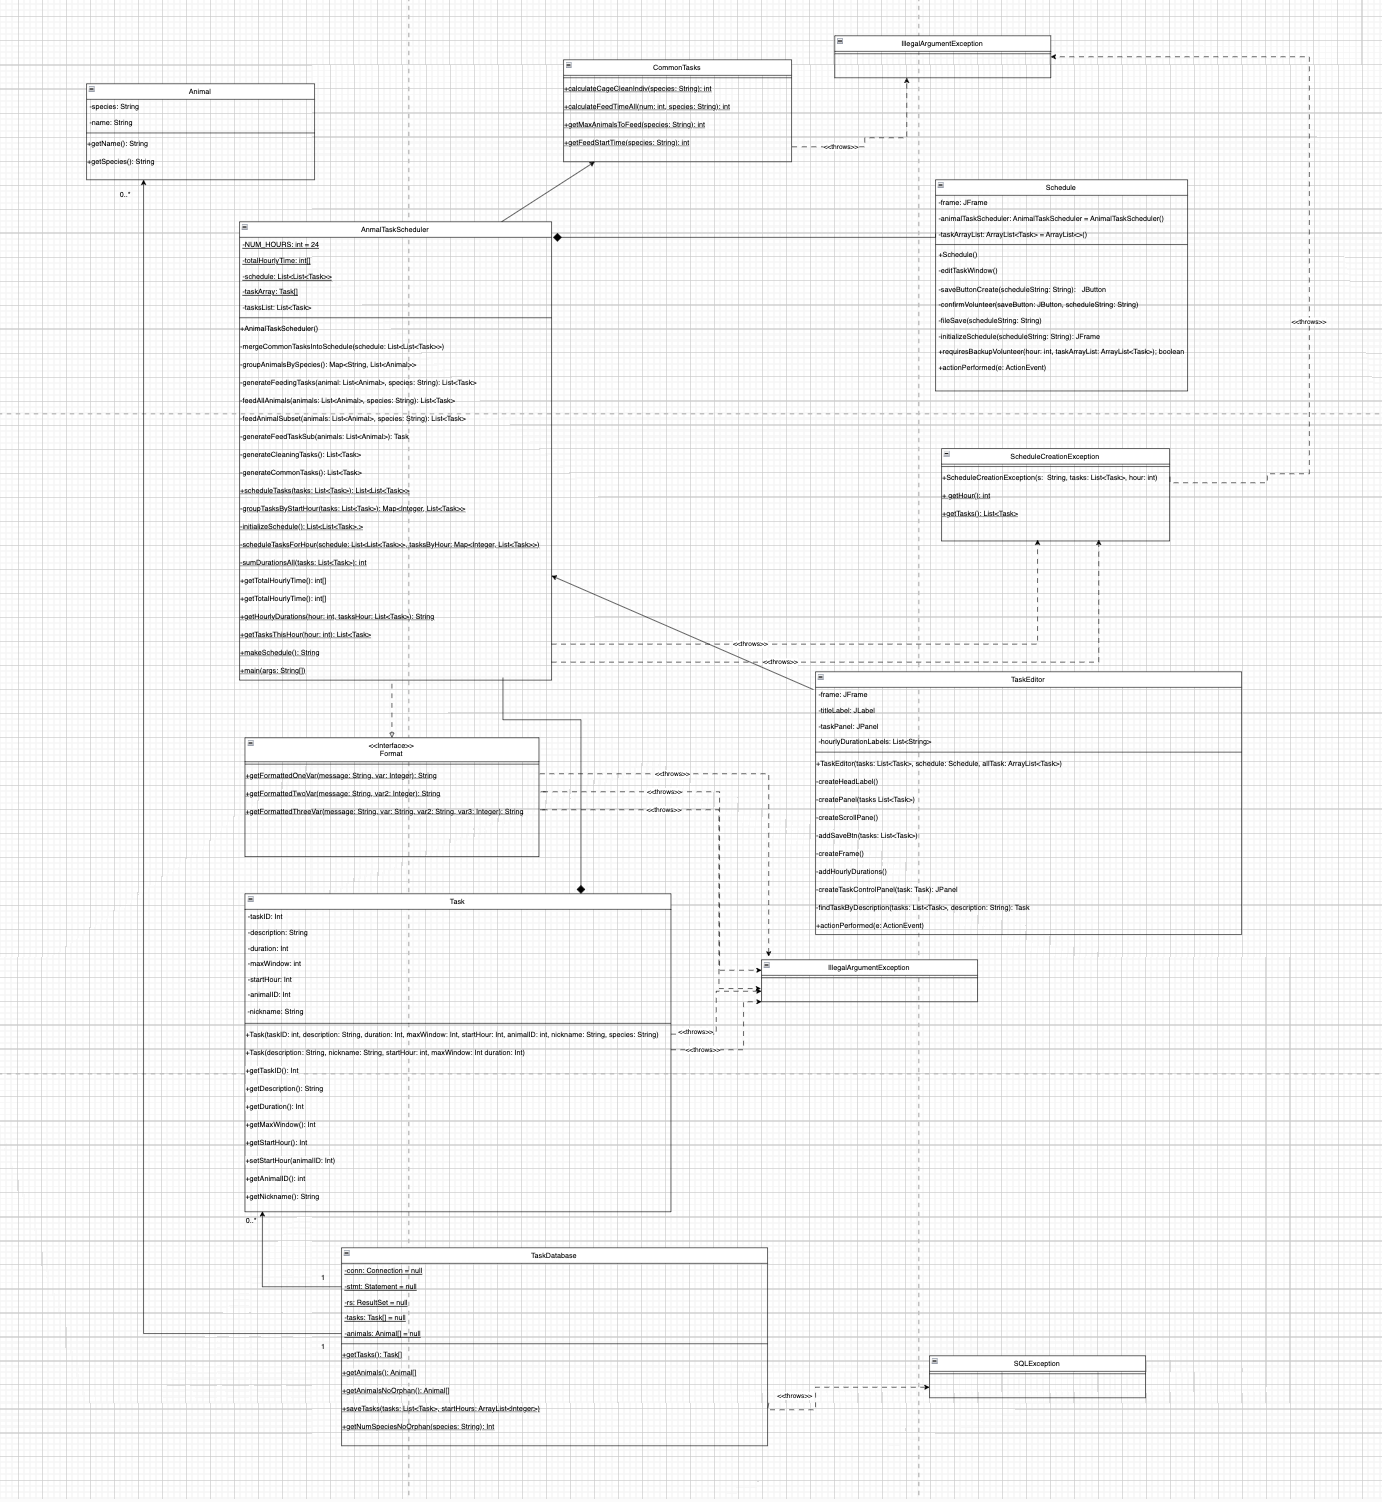 IllegalArgumentException
CommonTasks
+calculateCageCleanIndiv(species: String): int
+calculateFeedTimeAll(num: int, species: String): int
+getMaxAnimalsToFeed(species: String): int
+getFeedStartTime(species: String): int
<<throws>>
Animal
-species: String
-name: String
+getName(): String
+getSpecies(): String
0..*
Schedule
-frame: JFrame
-animalTaskScheduler: AnimalTaskScheduler = AnimalTaskScheduler()
-taskArrayList: ArrayList<Task> = ArrayList<>()
+Schedule()
-editTaskWindow()
-saveButtonCreate(scheduleString: String): JButton
-confirmVolunteer(saveButton: JButton, scheduleString: String)
-fileSave(scheduleString: String)
-initializeSchedule(scheduleString: String): JFrame
+requiresBackupVolunteer(hour: int, taskArrayList: ArrayList<Task>); boolean
+actionPerformed(e: ActionEvent)
<<throws>>
AnmalTaskScheduler
-NUM_HOURS: int = 24
-totalHourlyTime: int[]
-schedule: List<List<Task>>
-taskArray: Task[]
-tasksList: List<Task>
+AnimalTaskScheduler()
-mergeCommonTasksIntoSchedule(schedule: List<List<Task>>)
-groupAnimalsBySpecies(): Map<String, List<Animal>>
-generateFeedingTasks(animal: List<Animal>, species: String): List<Task>
-feedAllAnimals(animals: List<Animal>, species: String): List<Task>
-feedAnimalSubset(animals: List<Animal>, species: String): List<Task>
-generateFeedTaskSub(animals: List<Animal>): Task
-generateCleaningTasks(): List<Task>
-generateCommonTasks(): List<Task>
+scheduleTasks(tasks: List<Task>): List<List<Task>>
-groupTasksByStartHour(tasks: List<Task>): Map<Integer, List<Task>>
-initializeSchedule(): List<List<Task>,>
-scheduleTasksForHour(schedule: List<List<Task>>, tasksByHour: Map<Integer, List<Task>>)
-sumDurationsAll(tasks: List<Task>): int
+getTotalHourlyTime(): int[]
+getTotalHourlyTime(): int[]
+getHourlyDurations(hour: int, tasksHour: List<Task>): String
+getTasksThisHour(hour: int): List<Task>
+makeSchedule(): String
+main(args: String[])
ScheduleCreationException
+ScheduleCreationException(s: String, tasks: List<Task>, hour: int)
+ getHour(): int
+getTasks(): List<Task>
<<throws>>
<<throws>>
TaskEditor
-frame: JFrame
-titleLabel: JLabel
-taskPanel: JPanel
-hourlyDurationLabels: List<String>
+TaskEditor(tasks: List<Task>, schedule: Schedule, allTask: ArrayList<Task>)
-createHeadLabel()
-createPanel(tasks List<Task>)
-createScrollPane()
-addSaveBtn(tasks: List<Task>)
-createFrame()
-addHourlyDurations()
-createTaskControlPanel(task: Task): JPanel
-findTaskByDescription(tasks: List<Task>, description: String): Task
+actionPerformed(e: ActionEvent)
<<Interface>>
Format
+getFormattedOneVar(message: String, var: Integer): String
+getFormattedTwoVar(message: String, var2: Integer): String
+getFormattedThreeVar(message: String, var: String, var2: String, var3: Integer): String
<<throws>>
<<throws>>
<<throws>>
Task
-taskID: Int
-description: String
-duration: Int
-maxWindow: int
-startHour: Int
-animalID: Int
-nickname: String
+Task(taskID: int, description: String, duration: Int, maxWindow: Int, startHour: Int, animalID: int, nickname: String, species: String)
+Task(description: String, nickname: String, startHour: int, maxWindow: Int duration: Int)
+getTaskID(): Int
+getDescription(): String
+getDuration(): Int
+getMaxWindow(): Int
+getStartHour(): Int
+setStartHour(animalID: Int)
+getAnimalID(): int
+getNickname(): String
IllegalArgumentException
<<throws>>
<<throws>>
0..*
1
1
TaskDatabase
-conn: Connection = null
-stmt: Statement = null
-rs: ResultSet = null
-tasks: Task[] = null
-animals: Animal[] = null
+getTasks(): Task[]
+getAnimals(): Animal[]
+getAnimalsNoOrphan(): Animal[]
+saveTasks(tasks: List<Task>, startHours: ArrayList<Integer>)
+getNumSpeciesNoOrphan(species: String): Int
<<throws>>
SQLException